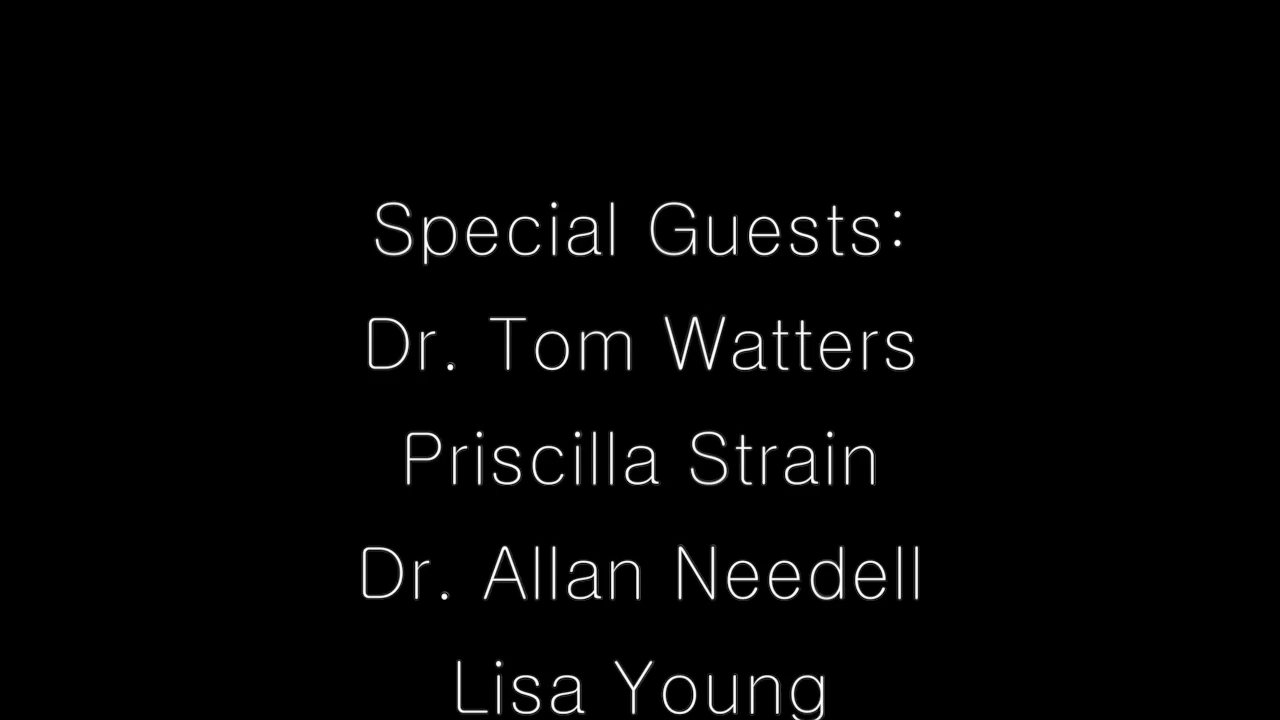 Special Guests:
Dr. Tom Watters
Priscilla Strain
Dr. Allan Needell
Lisa Young